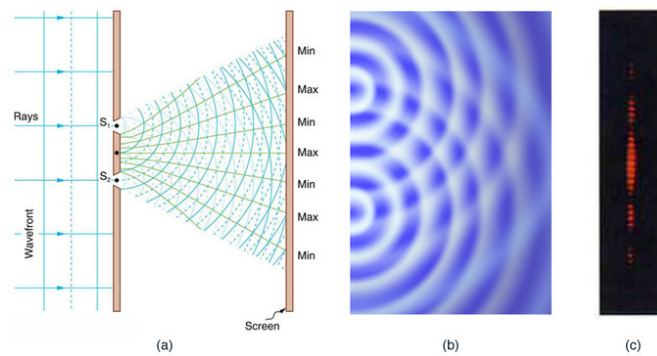 Rays
Wavefront
S1
S2
Min
Max
Min
Max
Min
Max
Min
Screen
(a)
(b)
(c)